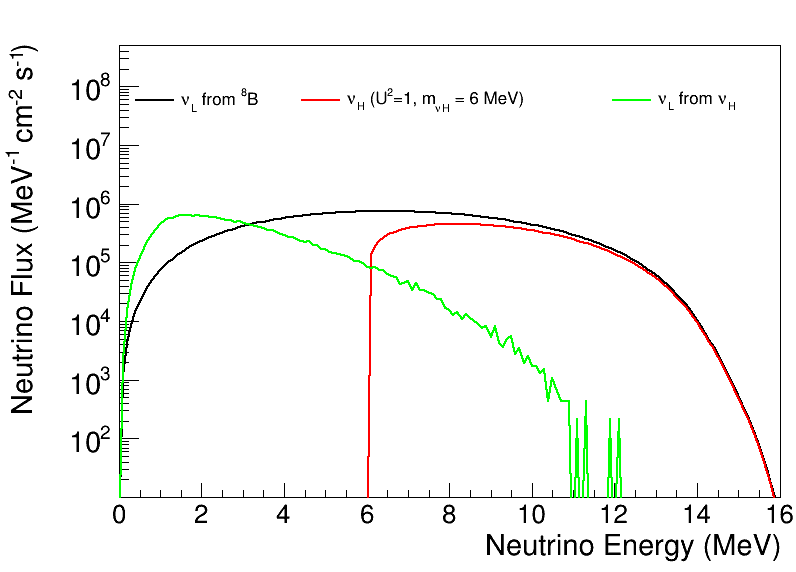 Neutrino Flux (MeV⁻¹ cm⁻² s⁻¹)
10⁸
10⁷
10⁶
10⁵
10⁴
10³
10²
ν_L from ⁸B
ν_H (U²=1, m_νH = 6 MeV)
ν_L from ν_H
0 2 4 6 8 10 12 14 16
Neutrino Energy (MeV)